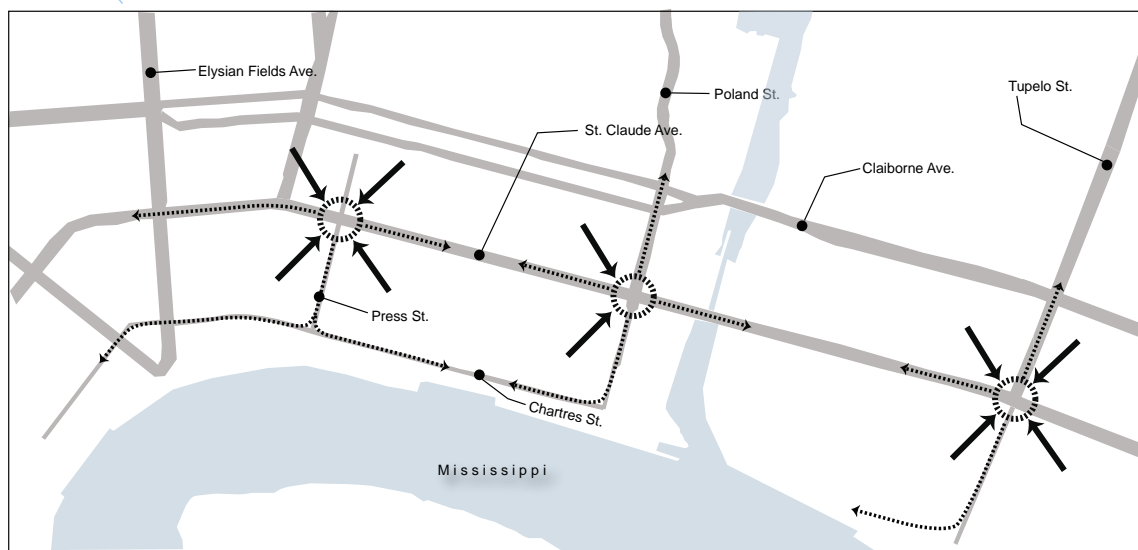 Elysian Fields Ave.
Poland St.
Tupelo St.
St. Claude Ave.
Claiborne Ave.
Press St.
Chartres St.
Mississippi